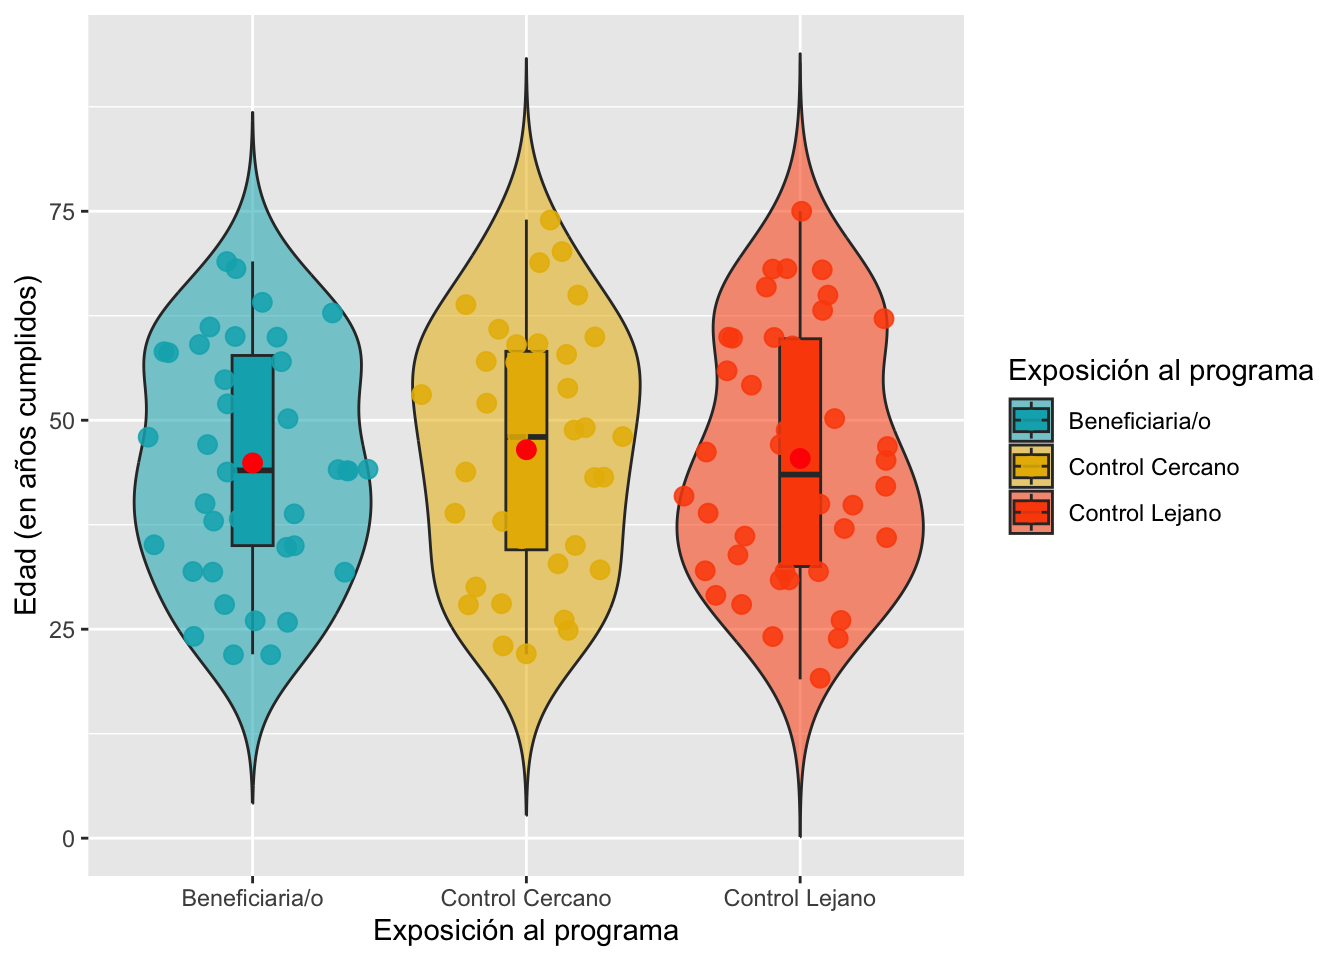 Edad (en años cumplidos)
75
50
25
0
Beneficiaria/o
Control Cercano
Control Lejano
Exposición al programa
Exposición al programa
Beneficiaria/o
Control Cercano
Control Lejano